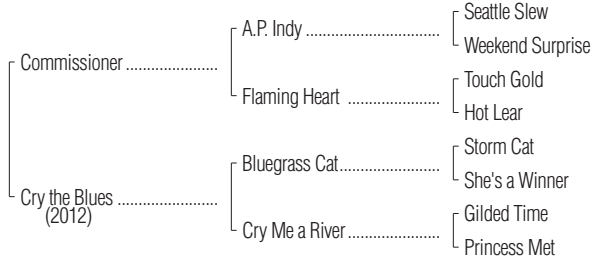 Seattle Slew
A.P. Indy
Weekend Surprise
Commissioner
Touch Gold
Flaming Heart
Hot Lear
Storm Cat
Bluegrass Cat
She's a Winner
Cry the Blues
(2012)
Gilded Time
Cry Me a River
Princess Met